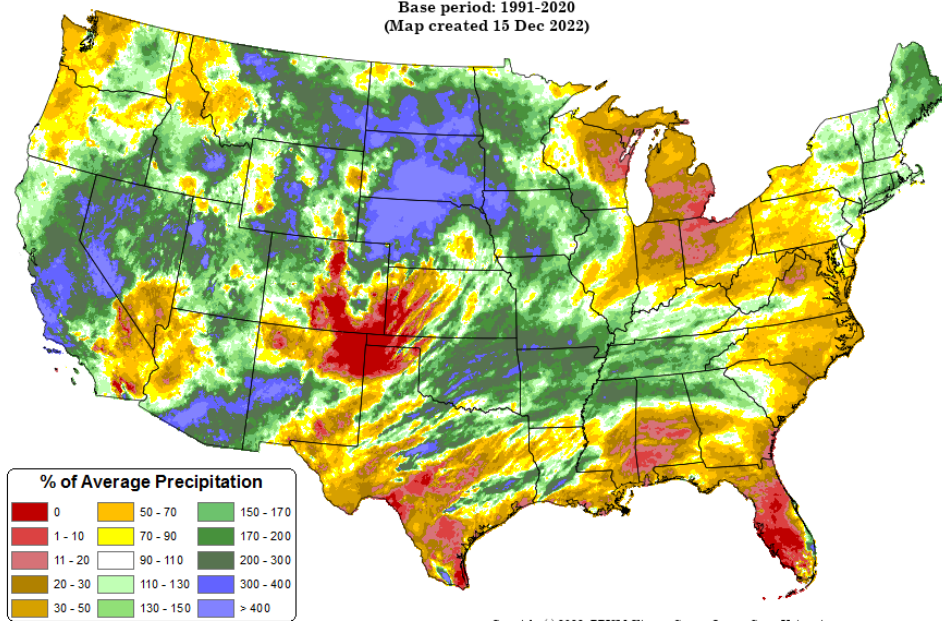 Base period: 1991-2020
(Map created 15 Dec 2022)
% of Average Precipitation
0
50 - 70
150 - 170
1 - 10
70 - 90
170 - 200
11 - 20
90 - 110
200 - 300
20 - 30
110 - 130
300 - 400
30 - 50
130 - 150
> 400